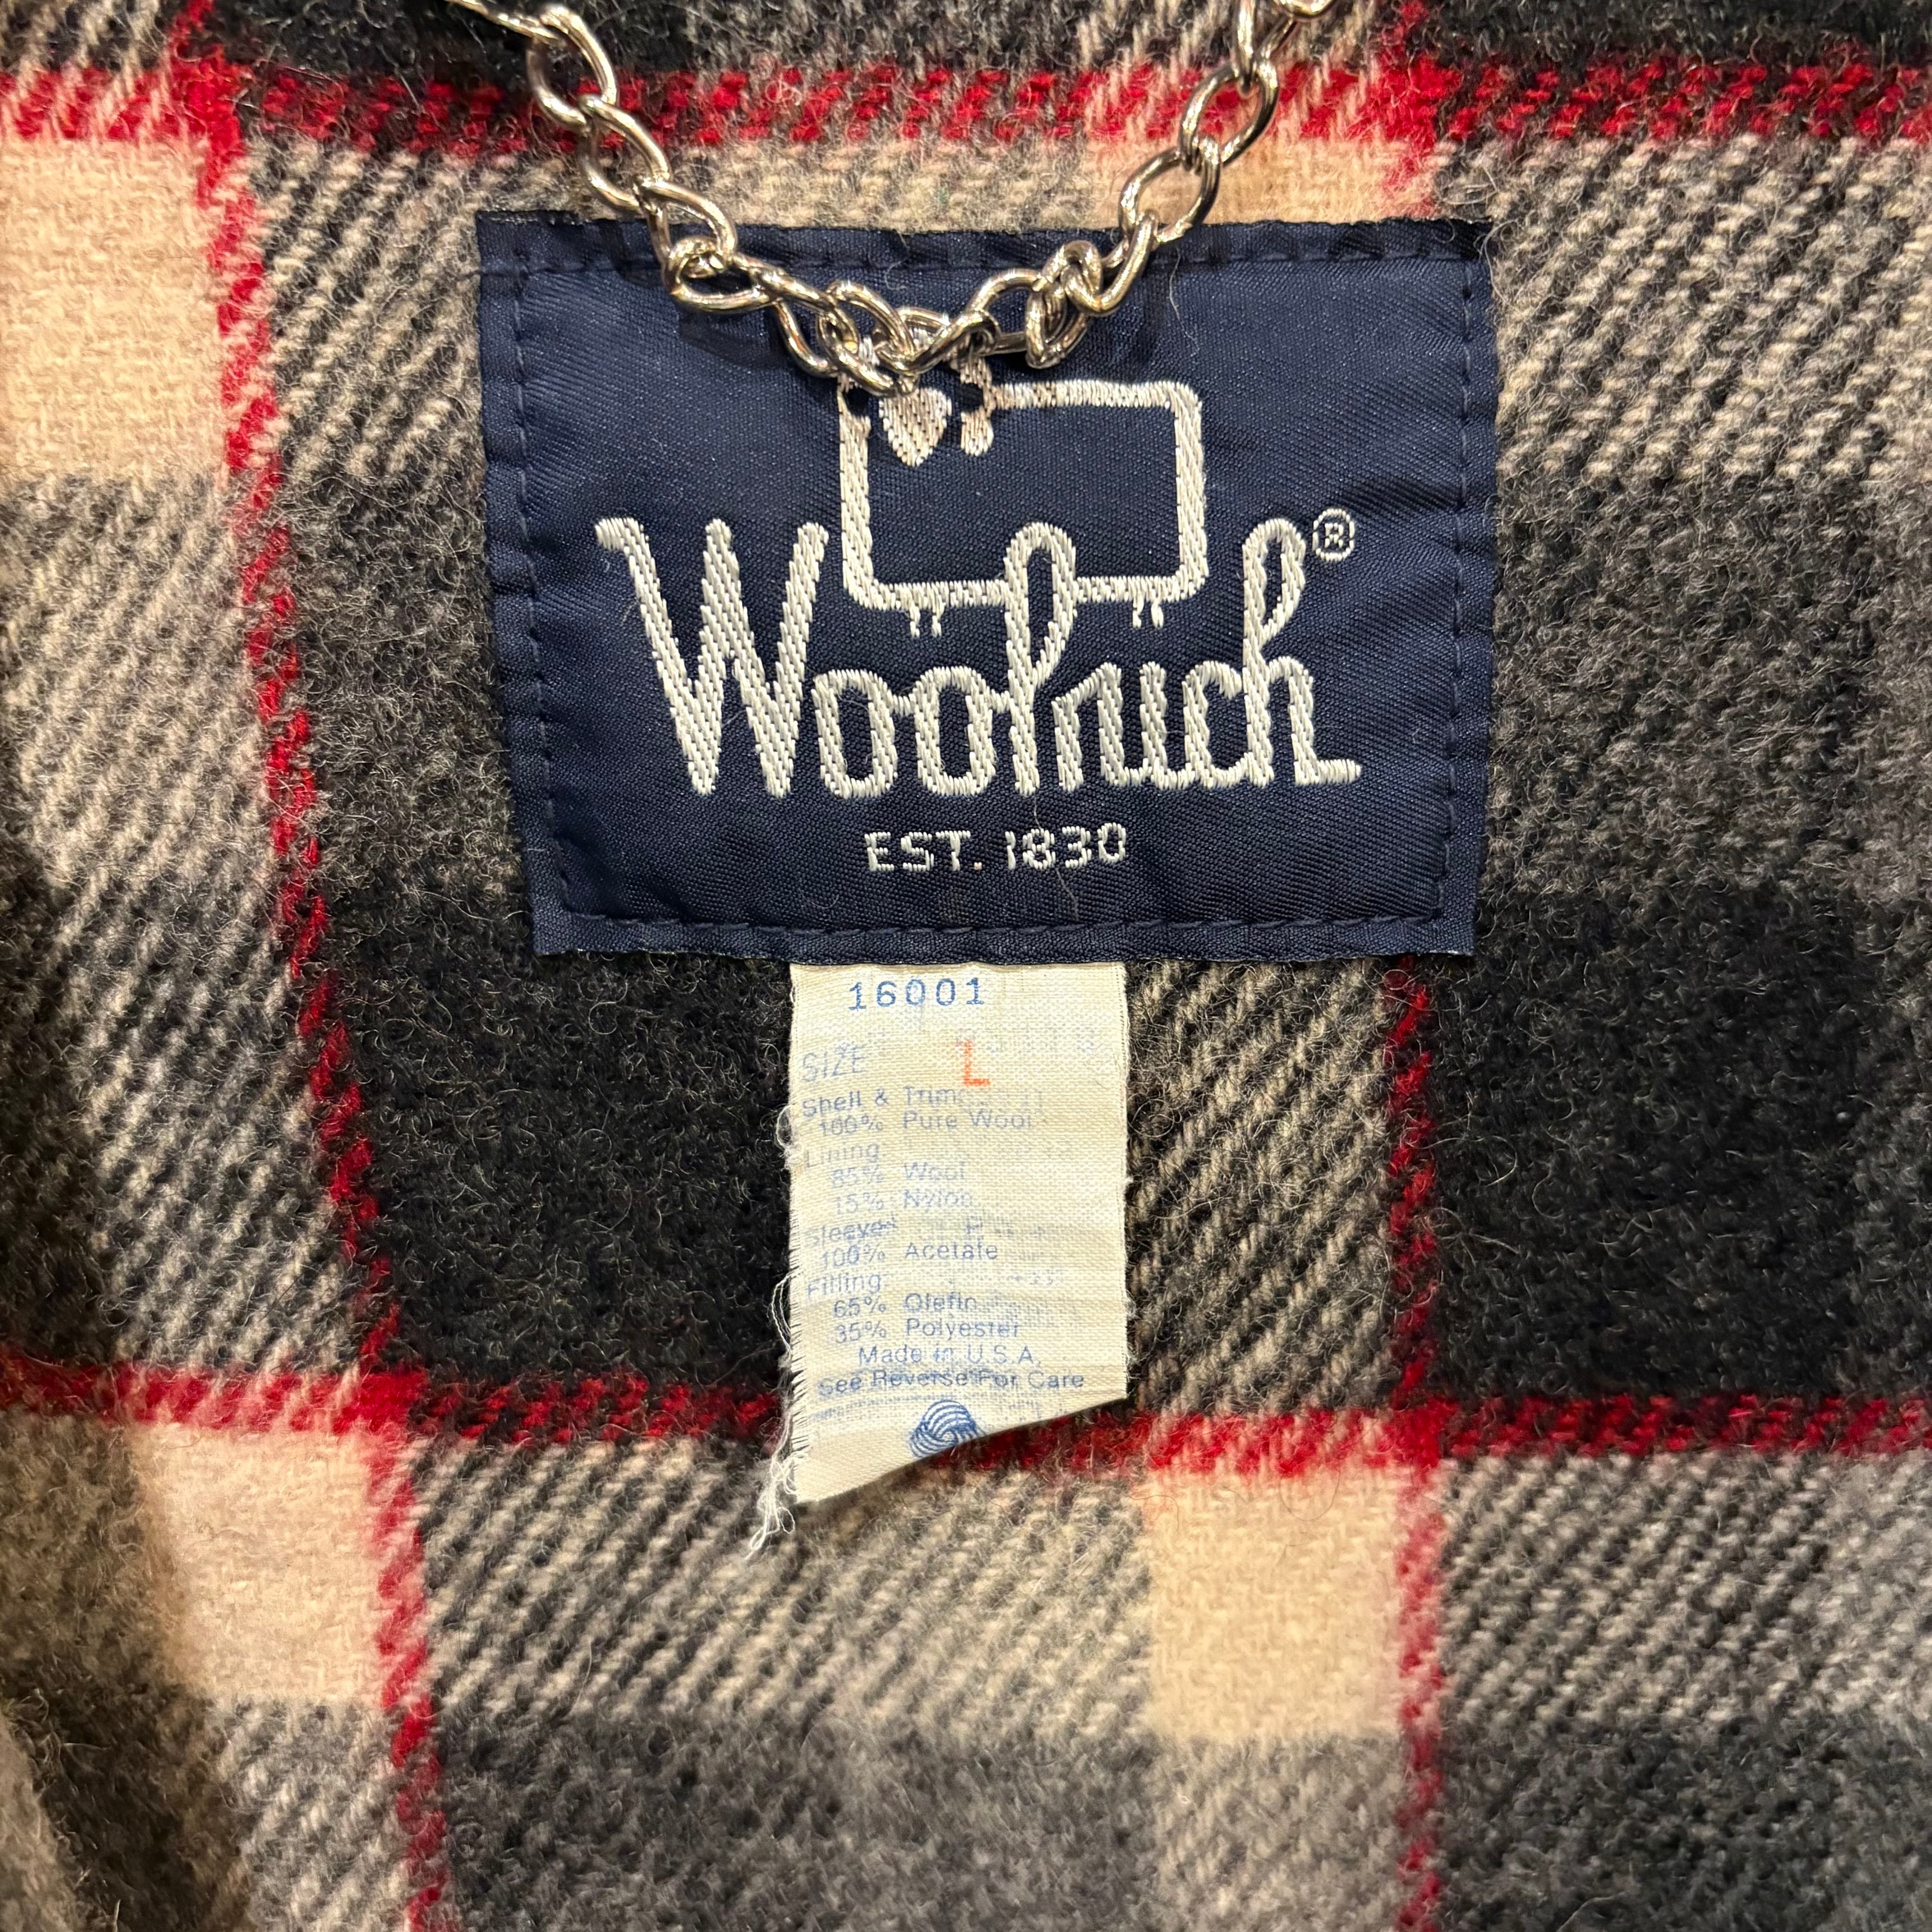 Woolrich®
EST. 1830
16001
SIZE L
Shell & Trim
100% Pure Wool
Lining
85% Wool
15% Nylon
Sleeves
100% Acetate
Filling
65% Olefin
35% Polyester
Made in U.S.A.
See Reverse For Care